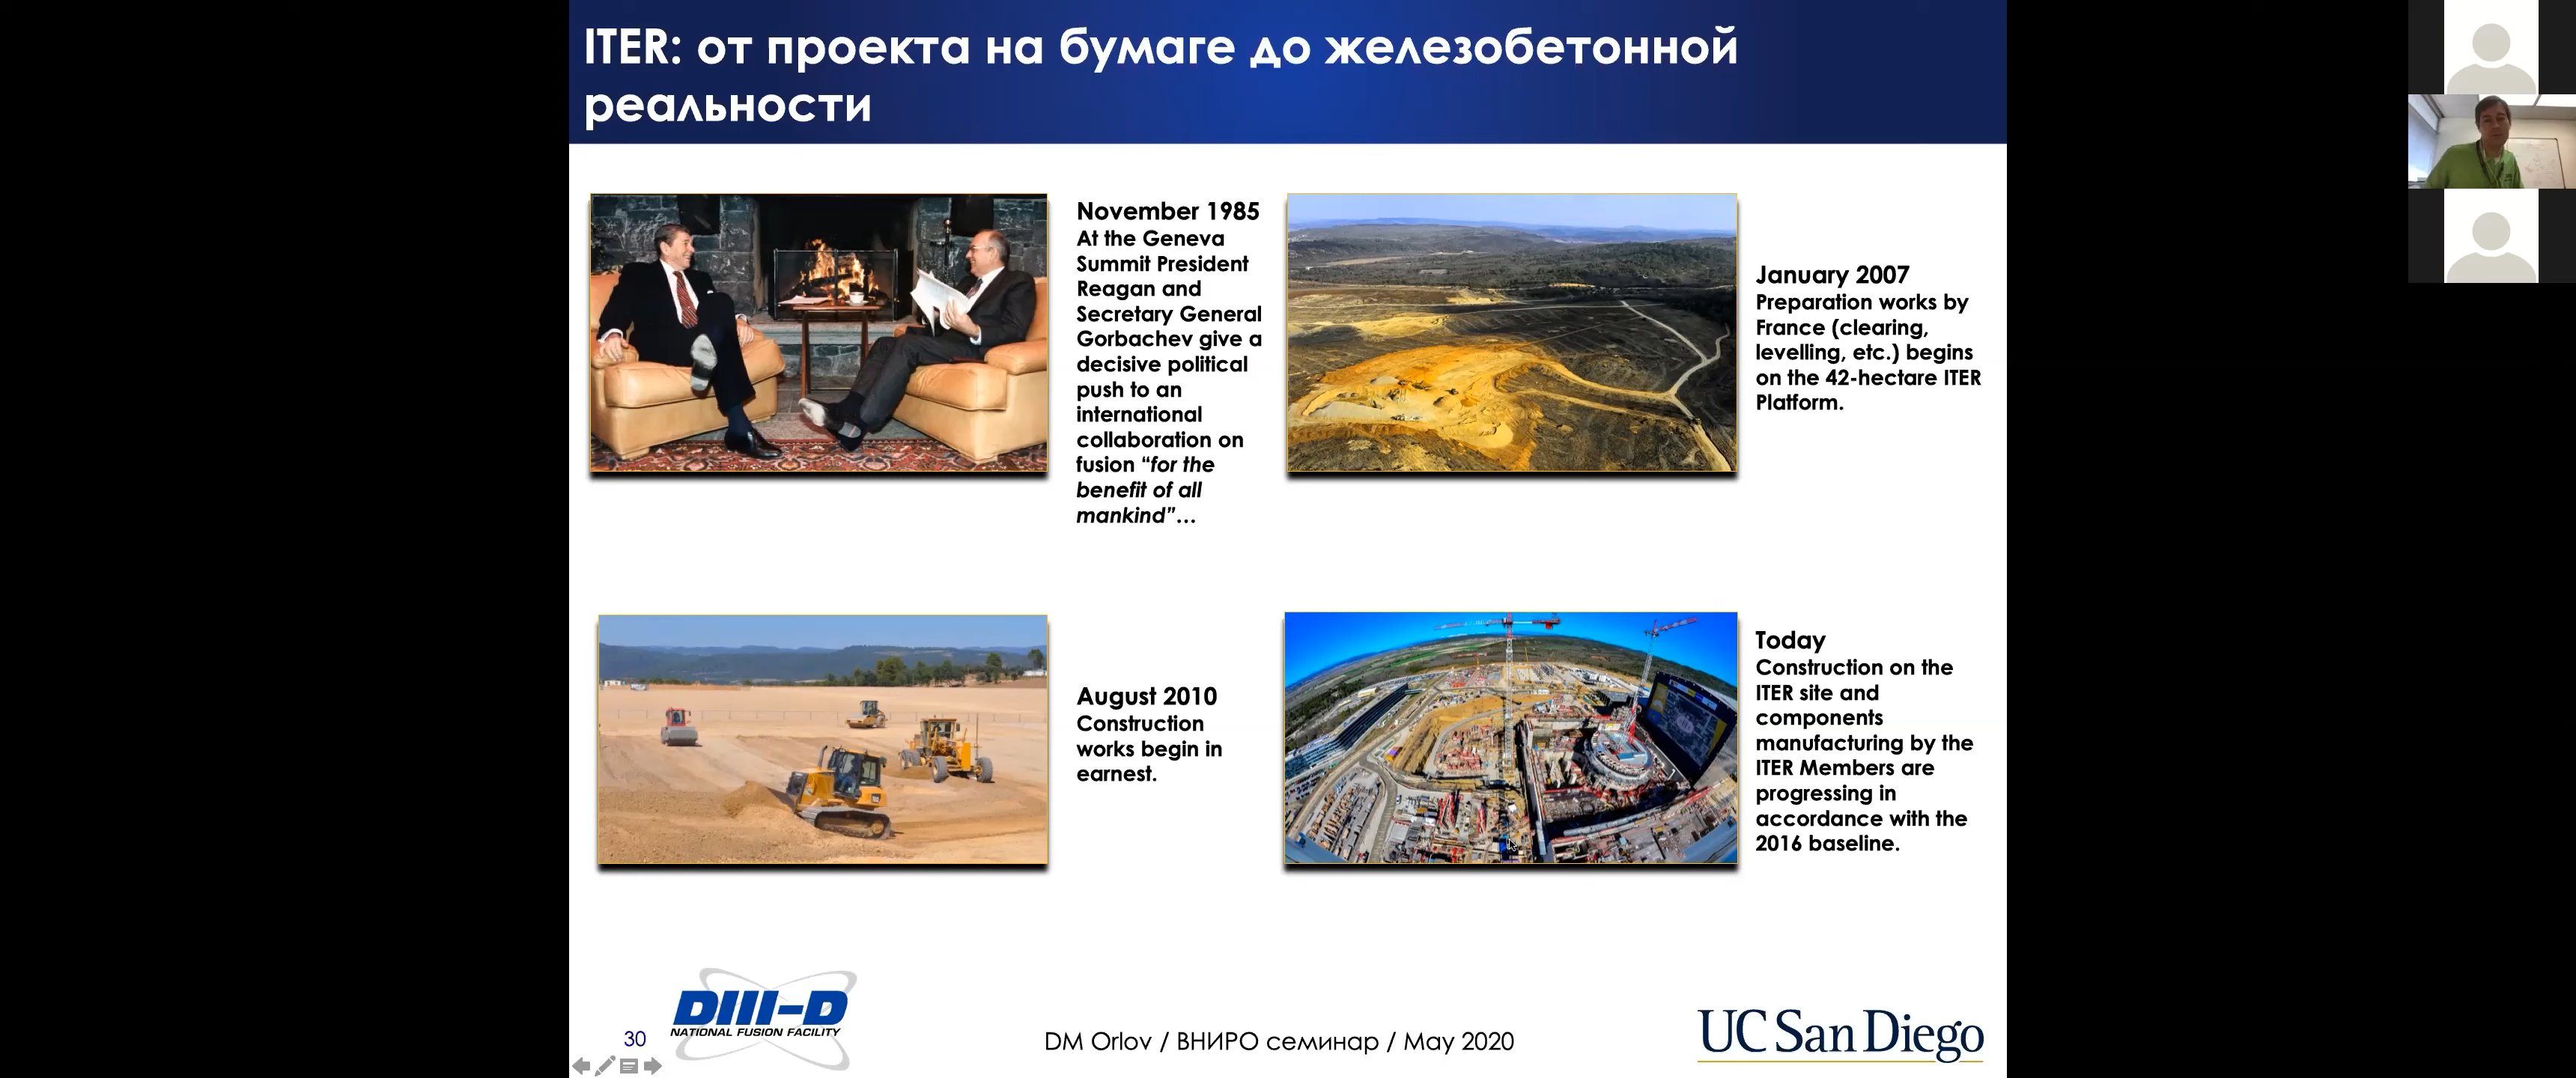 ITER: от проекта на бумаге до железобетонной
реальности
November 1985
At the Geneva
Summit President
Reagan and
Secretary General
Gorbachev give a
decisive political
push to an
international
collaboration on
fusion “for the
benefit of all
mankind”…
January 2007
Preparation works by
France (clearing,
levelling, etc.) begins
on the 42-hectare ITER
Platform.
August 2010
Construction
works begin in
earnest.
Today
Construction on the
ITER site and
components
manufacturing by the
ITER Members are
progressing in
accordance with the
2016 baseline.
30
DIII-D
NATIONAL FUSION FACILITY
DM Orlov / ВНИРО семинар / May 2020
UC San Diego